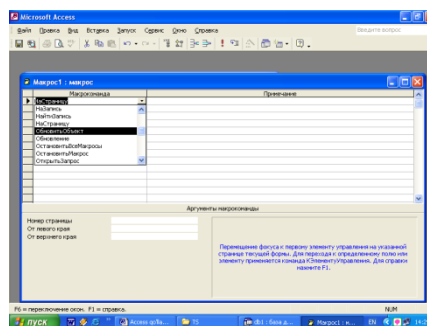 Microsoft Access
Файл Правка Вид Вставка Запуск Сервис Окно Справка Введите вопрос
Макрос1 : макрос
Макрокоманда Примечание
НаСтраницу
НаЗапись
НайтиЗапись
НаСтраницу
ОбновитьОбъект
Обновление
ОстановитьВсеМакросы
ОстановитьМакрос
ОткрытьЗапрос
Аргументы макрокоманды
Номер страницы
От левого края
От верхнего края
Перемещение фокуса к первому элементу управления на указанной
странице текущей формы. Для перехода к определенному полю или
элементу применяется команда КЭлементуУправления. Для справки
нажмите F1.
F6 = переключение окон. F1 = справка. NUM
пуск TS db1 : база д... Макрос1 : м... EN